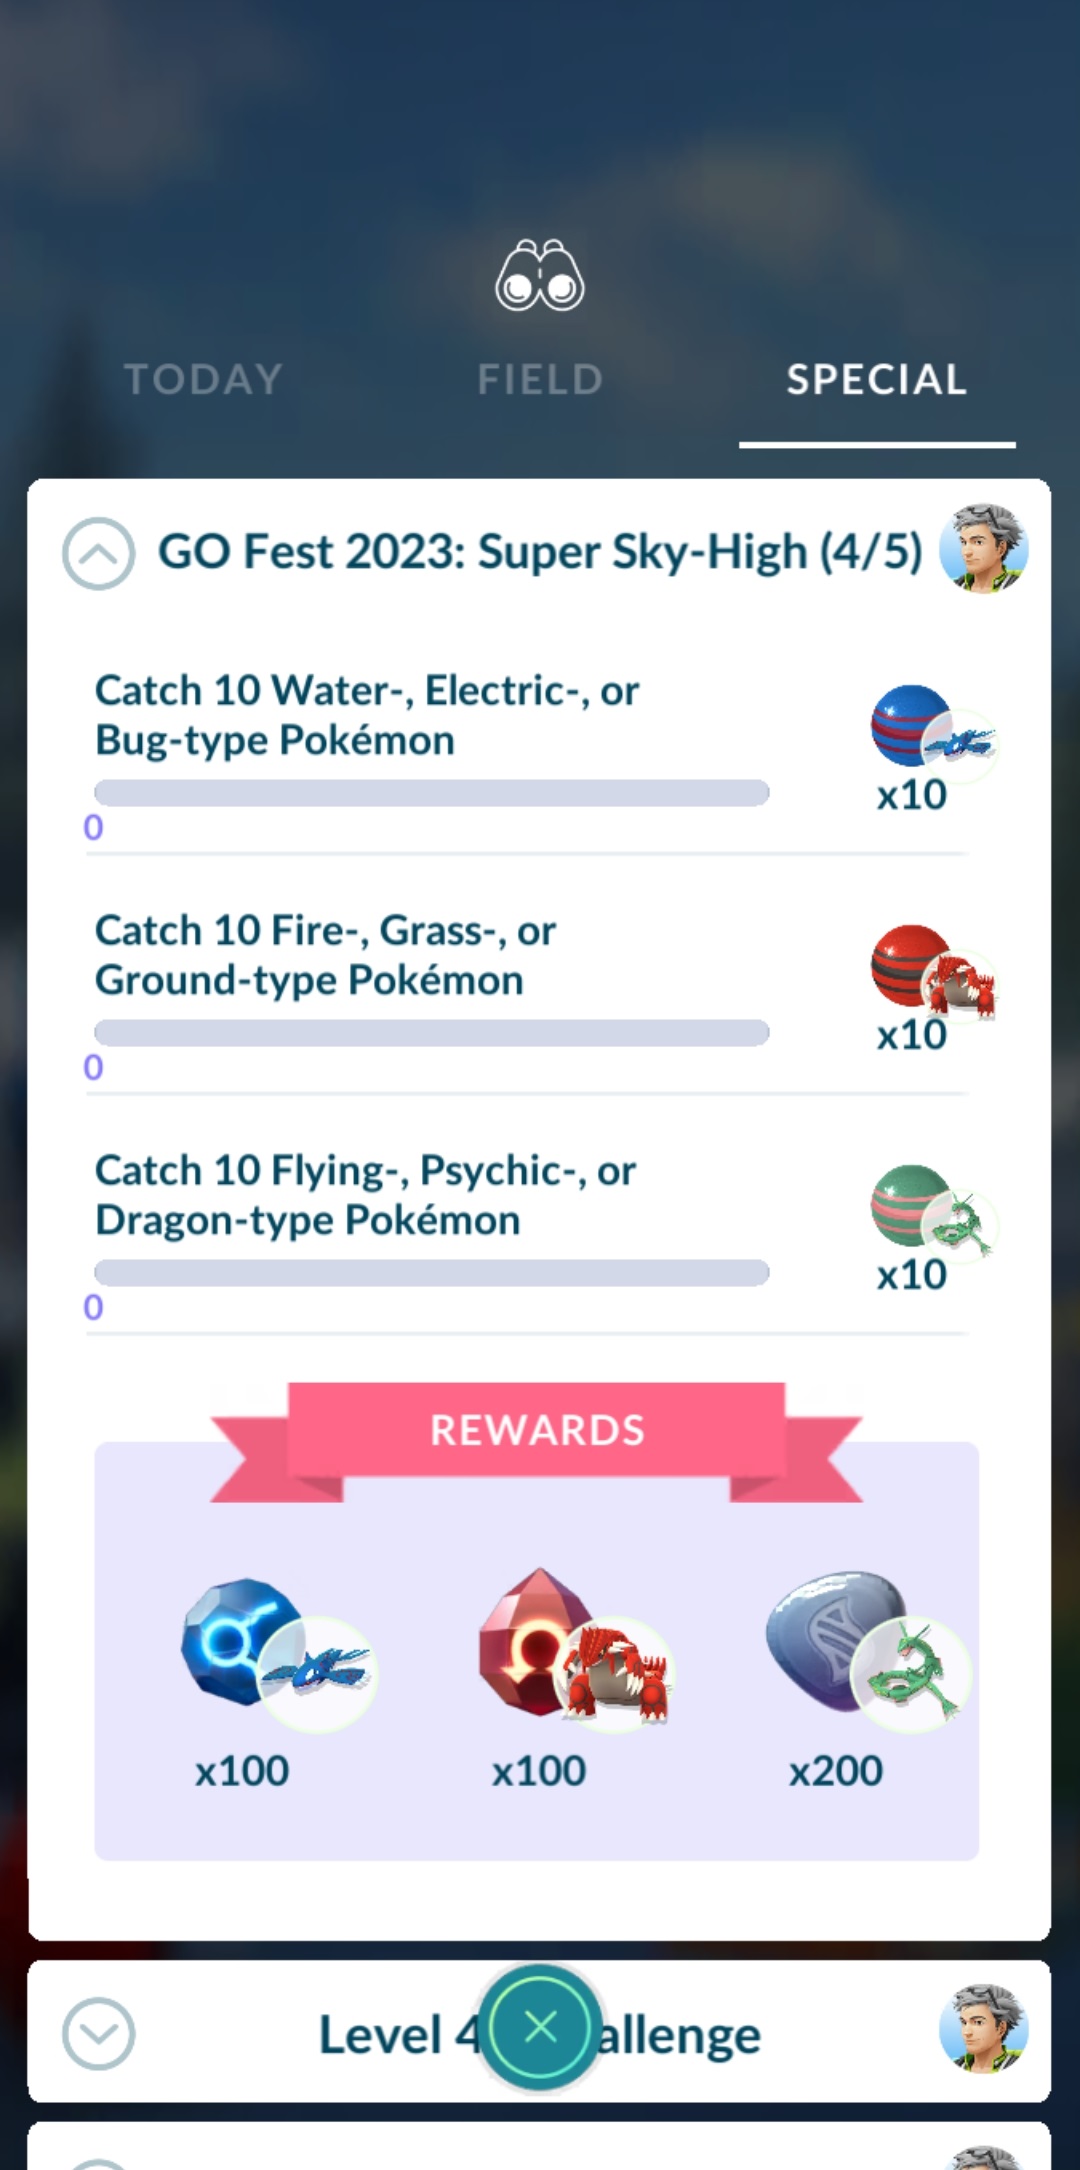 TODAY
FIELD
SPECIAL
GO Fest 2023: Super Sky-High (4/5)
Catch 10 Water-, Electric-, or
Bug-type Pokémon
x10
0
Catch 10 Fire-, Grass-, or
Ground-type Pokémon
x10
0
Catch 10 Flying-, Psychic-, or
Dragon-type Pokémon
x10
0
REWARDS
x100
x100
x200
Level 4